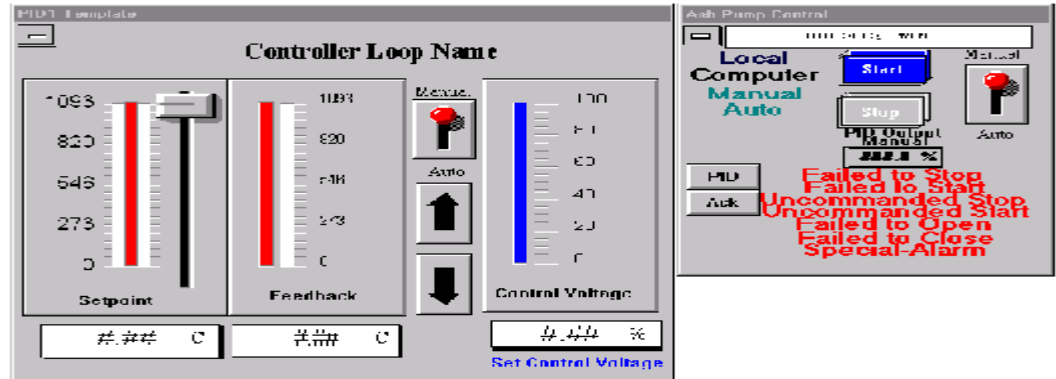 PID1 Template
Controller Loop Name
1093
820
546
273
0
Setpoint
#.## C
1093
820
546
273
0
Feedback
#.## C
Manual
Auto
100
80
60
40
20
0
Control Voltage
#.## %
Set Control Voltage
Ash Pump Control
Local
Computer
Manual
Auto
Start
Stop
Manual
Auto
PID Output
Manual
###.# %
PID
Ack
Failed to Stop
Failed to Start
Uncommanded Stop
Uncommanded Start
Failed to Open
Failed to Close
Special-Alarm